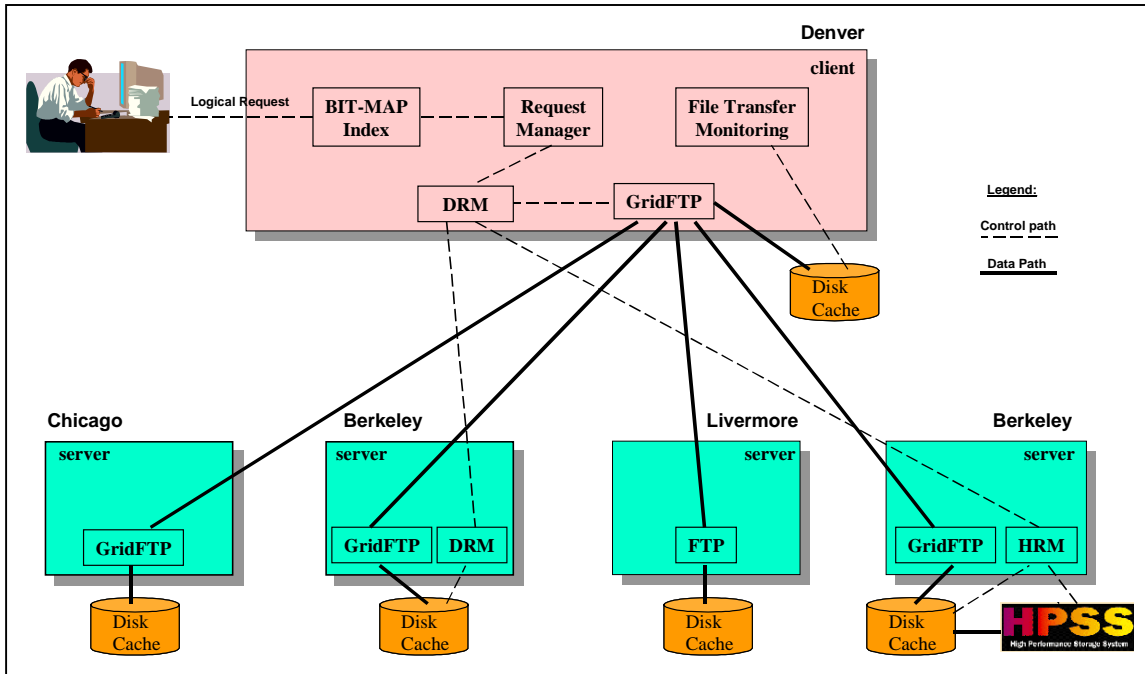 Denver
client
Logical Request
BIT-MAP
Index
Request
Manager
File Transfer
Monitoring
DRM
GridFTP
Legend:
Control path
Data Path
Disk
Cache
Chicago
server
GridFTP
Disk
Cache
Berkeley
server
GridFTP
DRM
Disk
Cache
Livermore
server
FTP
Disk
Cache
Berkeley
server
GridFTP
HRM
Disk
Cache
HPSS
High Performance Storage System